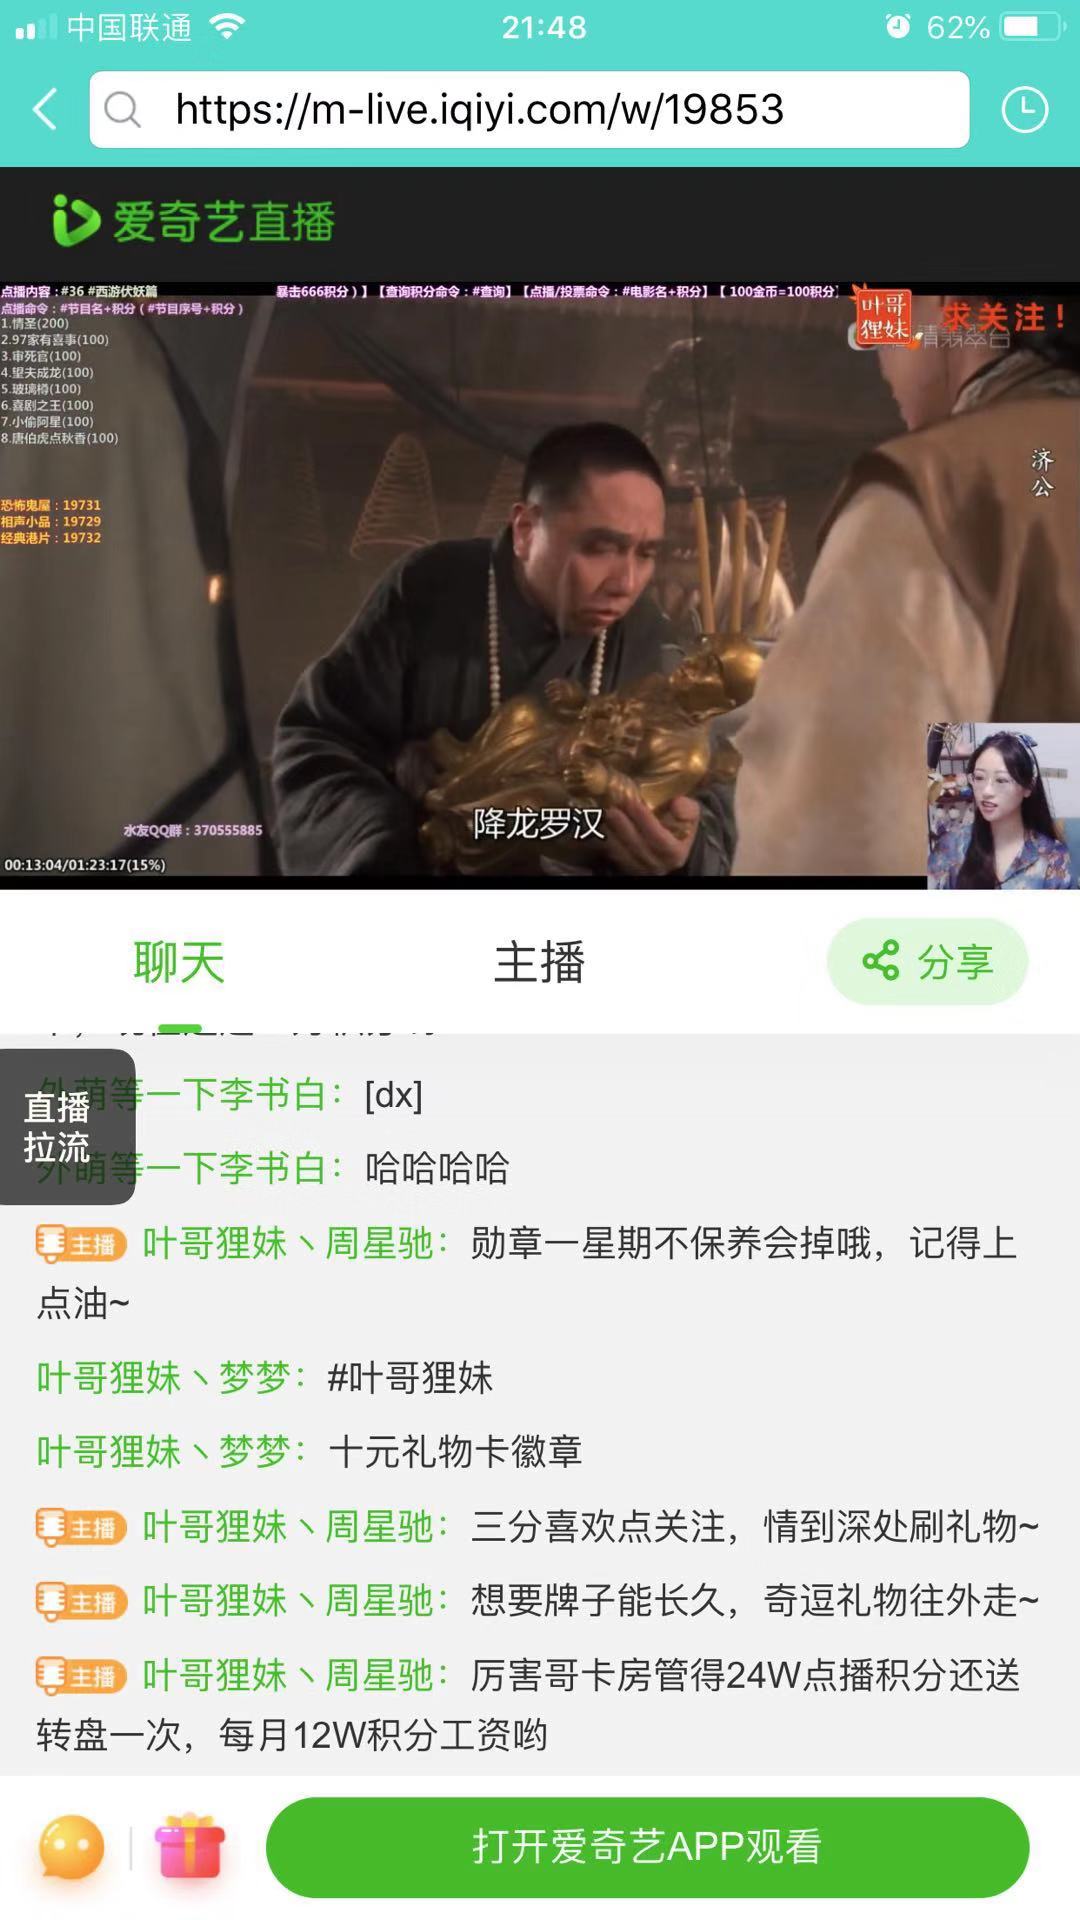 中国联通
21:48
62%
https://m-live.iqiyi.com/w/19853
爱奇艺直播
点播内容：#36 #西游伏妖篇
暴击666积分）】【查询积分命令：#查询】【点播/投票命令：#电影名+积分】【 100金币=100积分】
点播命令：#节目名+积分（#节目序号+积分）
1.情圣(200)
2.97家有喜事(100)
3.审死官(100)
4.望夫成龙(100)
5.玻璃樽(100)
6.喜剧之王(100)
7.小偷阿星(100)
8.唐伯虎点秋香(100)
叶哥
狸妹
求关注！
清翡翠台
济公
恐怖鬼屋：19731
相声小品：19729
经典港片：19732
水友QQ群：370555885
降龙罗汉
00:13:04/01:23:17(15%)
聊天
主播
分享
直播
拉流
外萌等一下李书白：[dx]
外萌等一下李书白：哈哈哈哈
主播 叶哥狸妹丶周星驰：勋章一星期不保养会掉哦，记得上
点油~
叶哥狸妹丶梦梦：#叶哥狸妹
叶哥狸妹丶梦梦：十元礼物卡徽章
主播 叶哥狸妹丶周星驰：三分喜欢点关注，情到深处刷礼物~
主播 叶哥狸妹丶周星驰：想要牌子能长久，奇逗礼物往外走~
主播 叶哥狸妹丶周星驰：厉害哥卡房管得24W点播积分还送
转盘一次，每月12W积分工资哟
打开爱奇艺APP观看